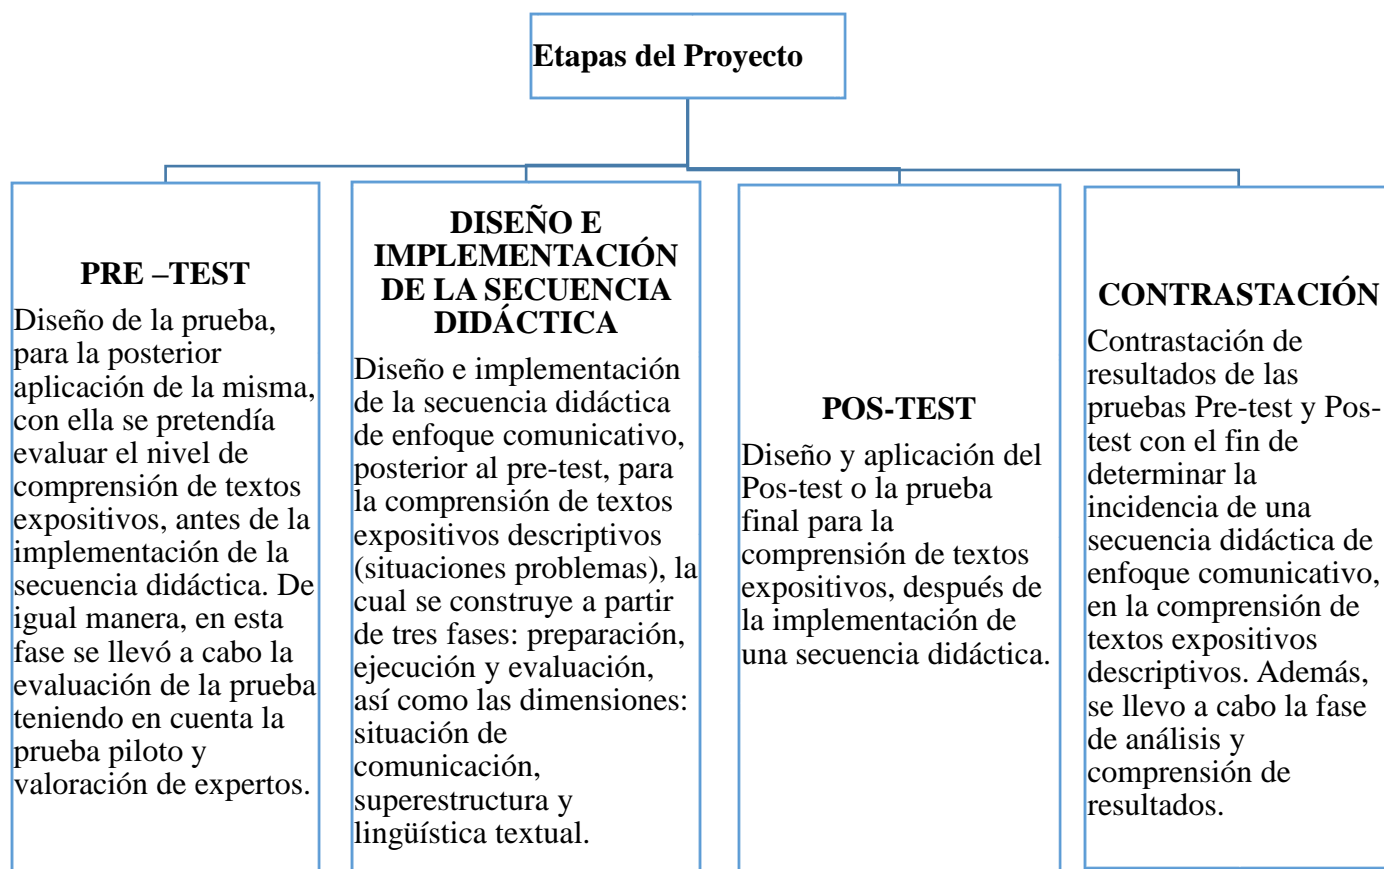 Etapas del Proyecto
PRE –TEST
Diseño de la prueba,
para la posterior
aplicación de la misma,
con ella se pretendía
evaluar el nivel de
comprensión de textos
expositivos, antes de la
implementación de la
secuencia didáctica. De
igual manera, en esta
fase se llevó a cabo la
evaluación de la prueba
teniendo en cuenta la
prueba piloto y
valoración de expertos.
DISEÑO E
IMPLEMENTACIÓN
DE LA SECUENCIA
DIDÁCTICA
Diseño e implementación
de la secuencia didáctica
de enfoque comunicativo,
posterior al pre-test, para
la comprensión de textos
expositivos descriptivos
(situaciones problemas), la
cual se construye a partir
de tres fases: preparación,
ejecución y evaluación,
así como las dimensiones:
situación de
comunicación,
superestructura y
lingüística textual.
POS-TEST
Diseño y aplicación del
Pos-test o la prueba
final para la
comprensión de textos
expositivos, después de
la implementación de
una secuencia didáctica.
CONTRASTACIÓN
Contrastación de
resultados de las
pruebas Pre-test y Pos-
test con el fin de
determinar la
incidencia de una
secuencia didáctica de
enfoque comunicativo,
en la comprensión de
textos expositivos
descriptivos. Además,
se llevo a cabo la fase
de análisis y
comprensión de
resultados.